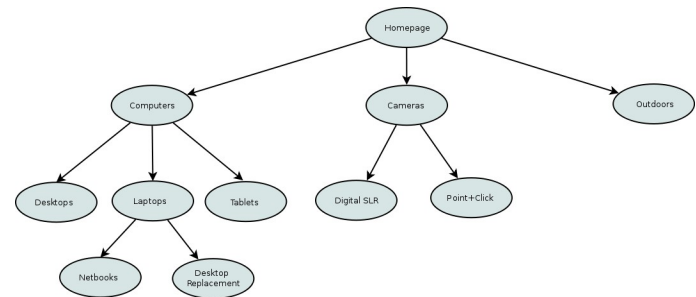 Homepage
Computers
Cameras
Outdoors
Desktops
Laptops
Tablets
Digital SLR
Point+Click
Netbooks
Desktop
Replacement